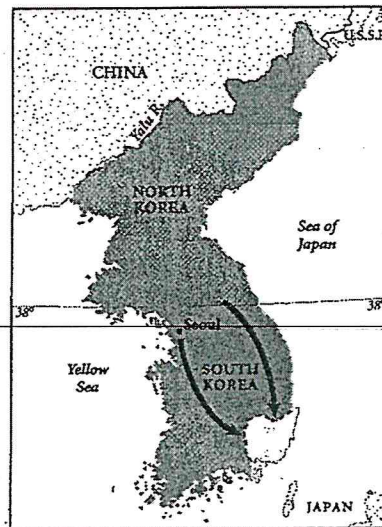 U.S.S.R
CHINA
Yalu R.
NORTH
KOREA
Sea of
Japan
38°
38°
Seoul
Yellow
Sea
SOUTH
KOREA
JAPAN